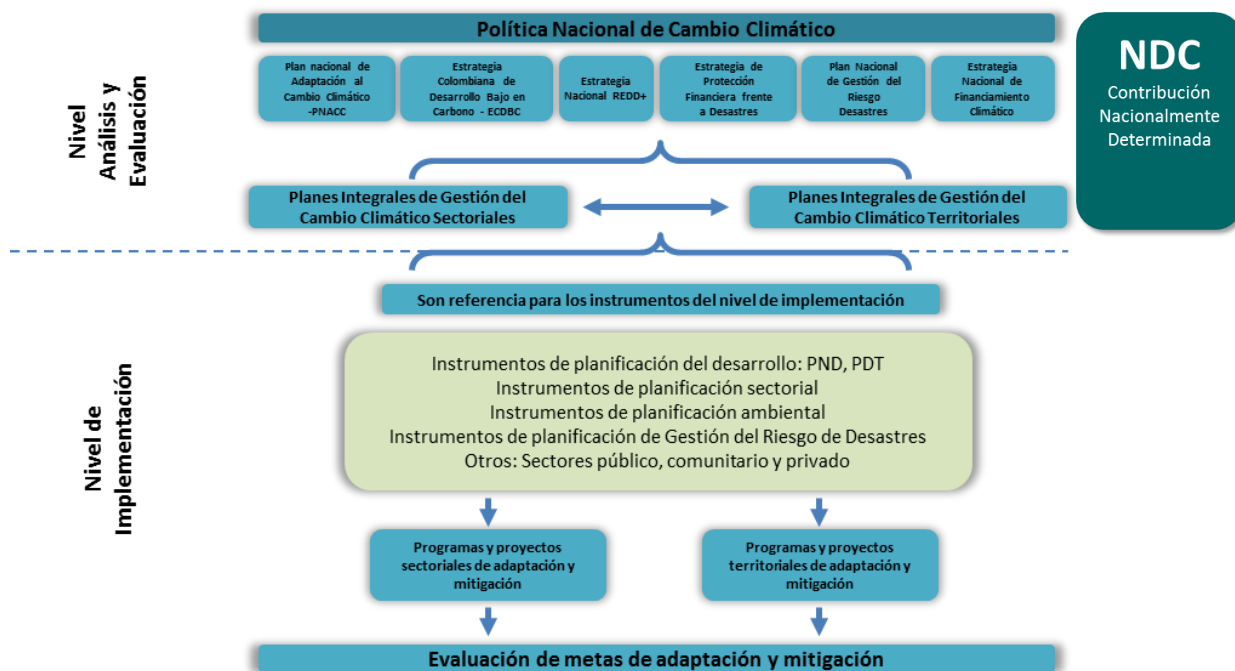 Política Nacional de Cambio Climático
Nivel
Análisis y
Evaluación
Plan nacional de
Adaptación al
Cambio Climático
-PNACC
Estrategia
Colombiana de
Desarrollo Bajo en
Carbono - ECDBC
Estrategia
Nacional REDD+
Estrategia de
Protección
Financiera frente
a Desastres
Plan Nacional
de Gestión del
Riesgo
Desastres
Estrategia
Nacional de
Financiamiento
Climático
NDC
Contribución
Nacionalmente
Determinada
Planes Integrales de Gestión del
Cambio Climático Sectoriales
Planes Integrales de Gestión del
Cambio Climático Territoriales
Nivel de
Implementación
Son referencia para los instrumentos del nivel de implementación
Instrumentos de planificación del desarrollo: PND, PDT
Instrumentos de planificación sectorial
Instrumentos de planificación ambiental
Instrumentos de planificación de Gestión del Riesgo de Desastres
Otros: Sectores público, comunitario y privado
Programas y proyectos
sectoriales de adaptación y
mitigación
Programas y proyectos
territoriales de adaptación y
mitigación
Evaluación de metas de adaptación y mitigación